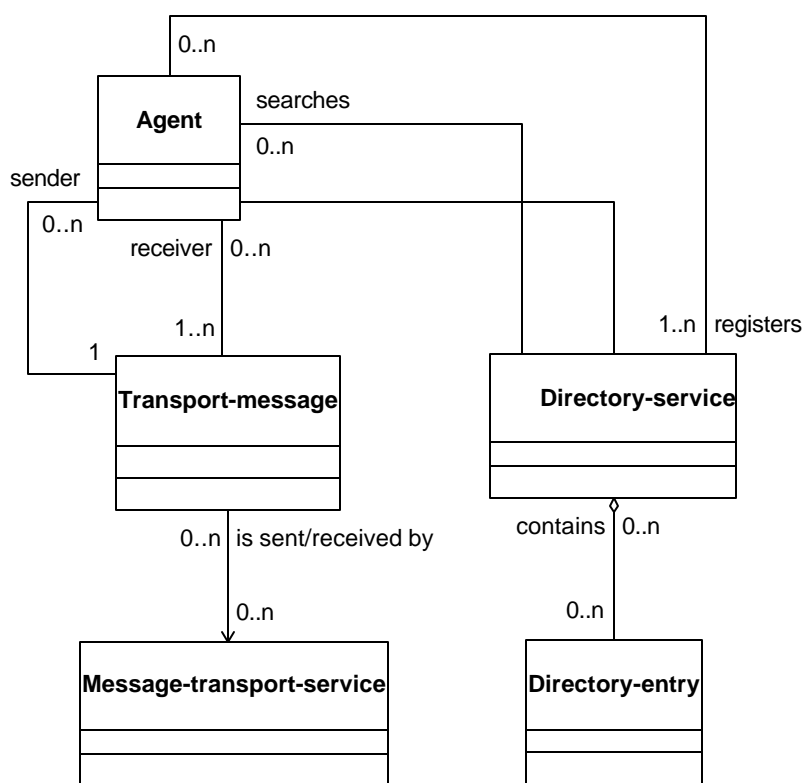 0..n
Agent
searches
0..n
sender
0..n
receiver
0..n
1..n
1
1..n
registers
Transport-message
Directory-service
0..n
is sent/received by
contains
0..n
0..n
0..n
Message-transport-service
Directory-entry